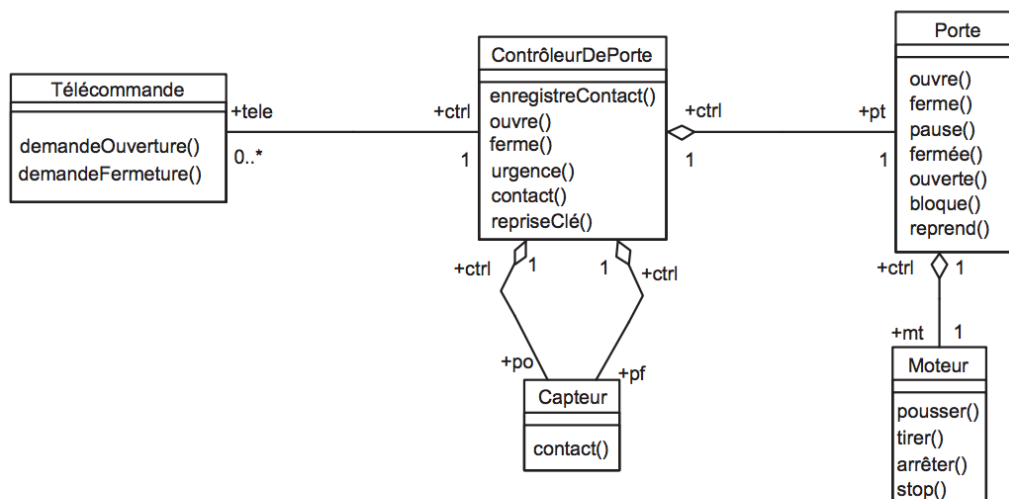 Télécommande
demandeOuverture()
demandeFermeture()
+tele
0..*
+ctrl
1
ContrôleurDePorte
enregistreContact()
ouvre()
ferme()
urgence()
contact()
repriseClé()
+ctrl
1
+pt
1
Porte
ouvre()
ferme()
pause()
fermée()
ouverte()
bloque()
reprend()
+ctrl
1
1
+ctrl
+po
+pf
Capteur
contact()
+ctrl
1
+mt
1
Moteur
pousser()
tirer()
arrêter()
stop()